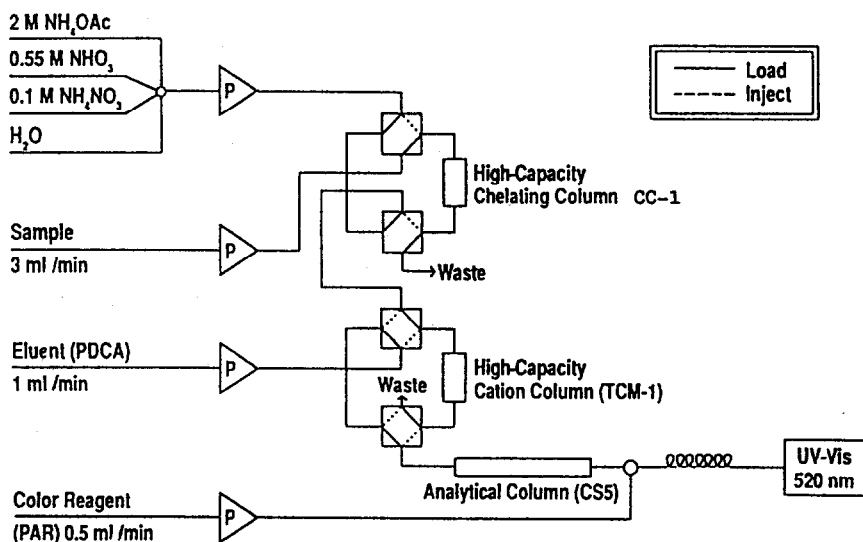 2 M NH₄OAc
0.55 M NHO₃
0.1 M NH₄NO₃
H₂O
P
Load
Inject
High-Capacity
Chelating Column CC-1
Sample
3 ml/min
P
Waste
Eluent (PDCA)
1 ml/min
P
High-Capacity
Cation Column (TCM-1)
Waste
UV-Vis
520 nm
Analytical Column (CS5)
Color Reagent
(PAR) 0.5 ml/min
P